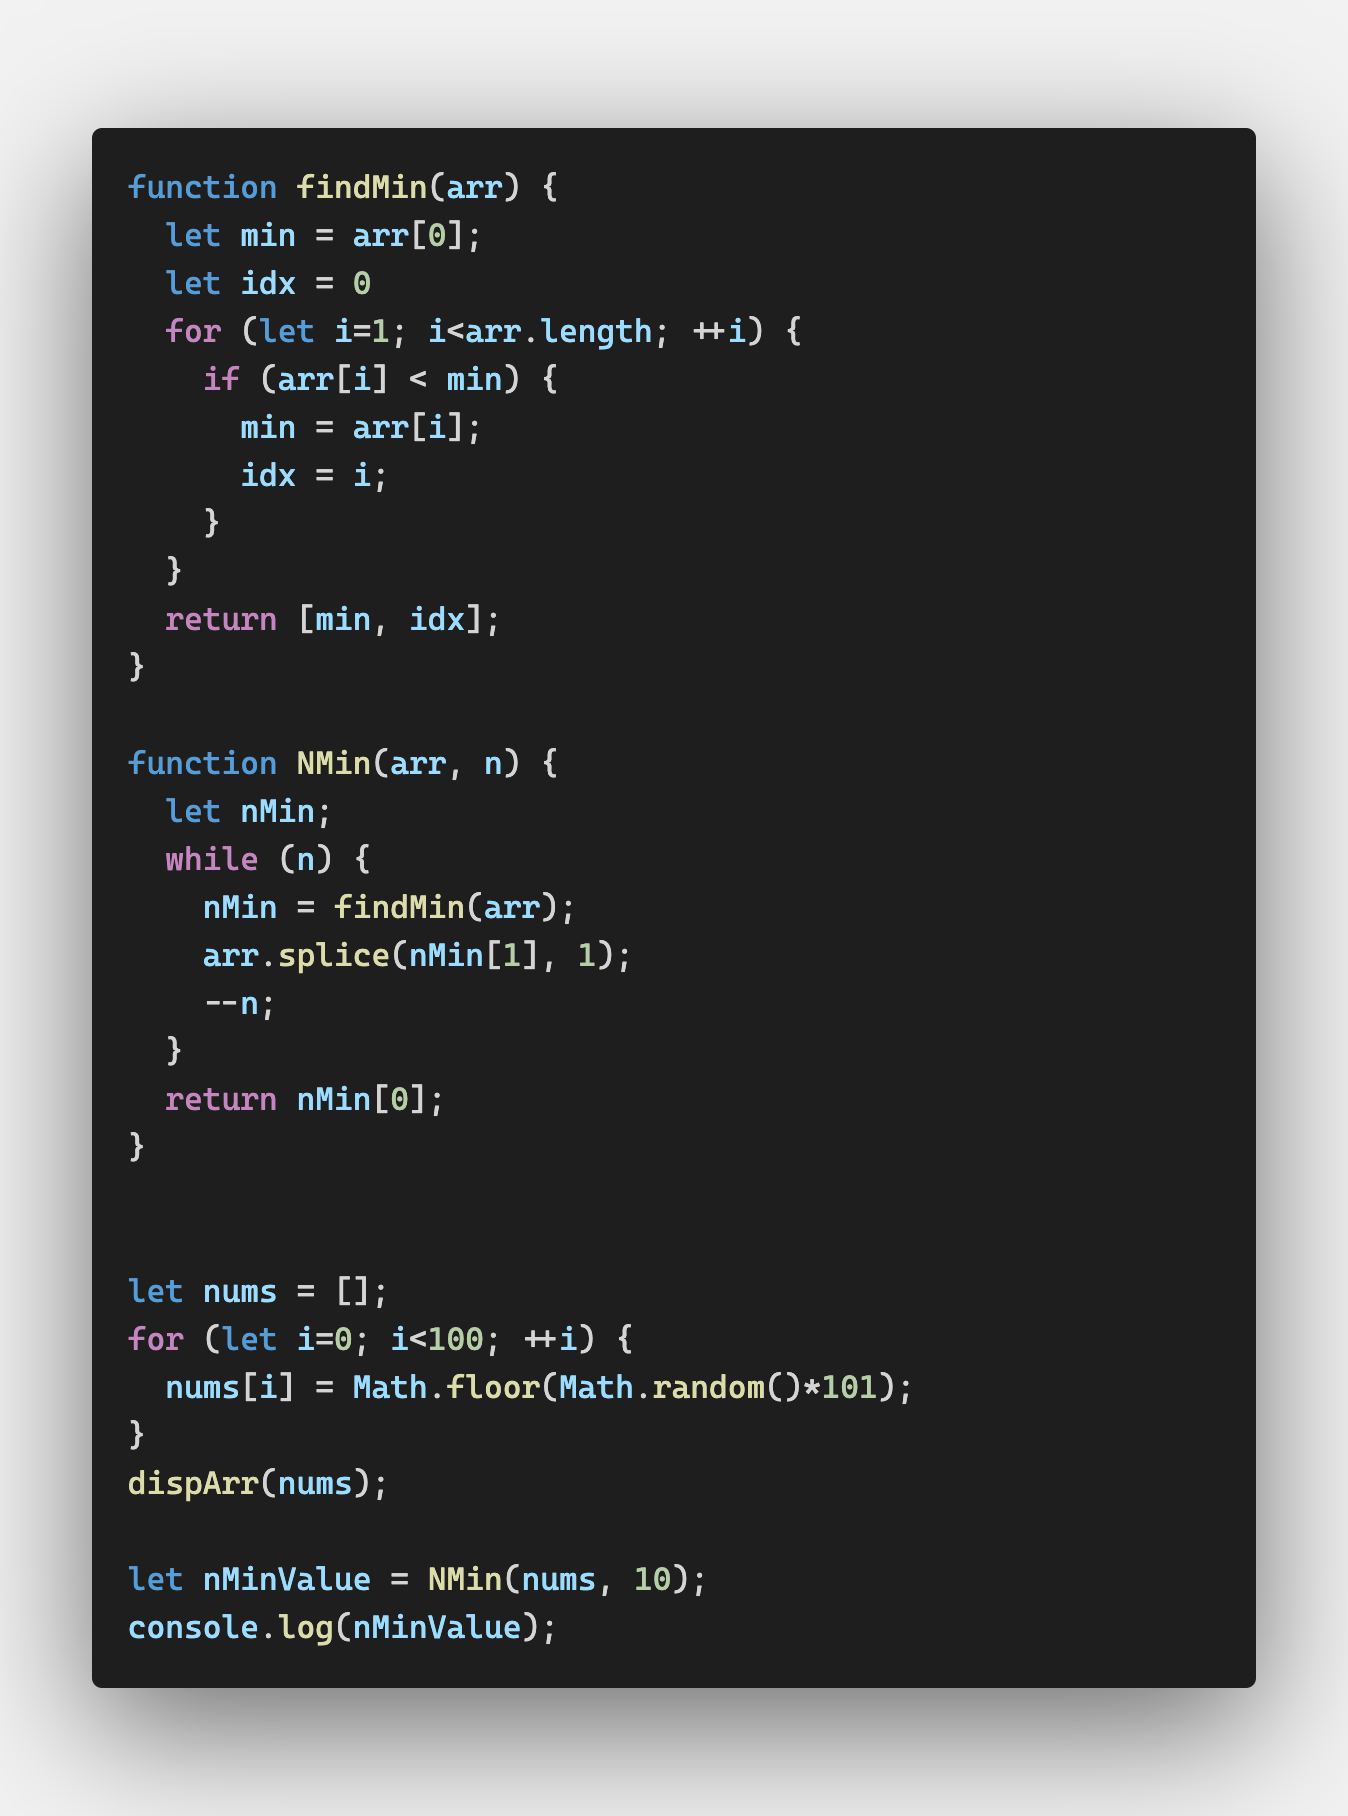 function findMin(arr) {
  let min = arr[0];
  let idx = 0
  for (let i=1; i<arr.length; ++i) {
    if (arr[i] < min) {
      min = arr[i];
      idx = i;
    }
  }
  return [min, idx];
}

function NMin(arr, n) {
  let nMin;
  while (n) {
    nMin = findMin(arr);
    arr.splice(nMin[1], 1);
    --n;
  }
  return nMin[0];
}


let nums = [];
for (let i=0; i<100; ++i) {
  nums[i] = Math.floor(Math.random()*101);
}
dispArr(nums);

let nMinValue = NMin(nums, 10);
console.log(nMinValue);